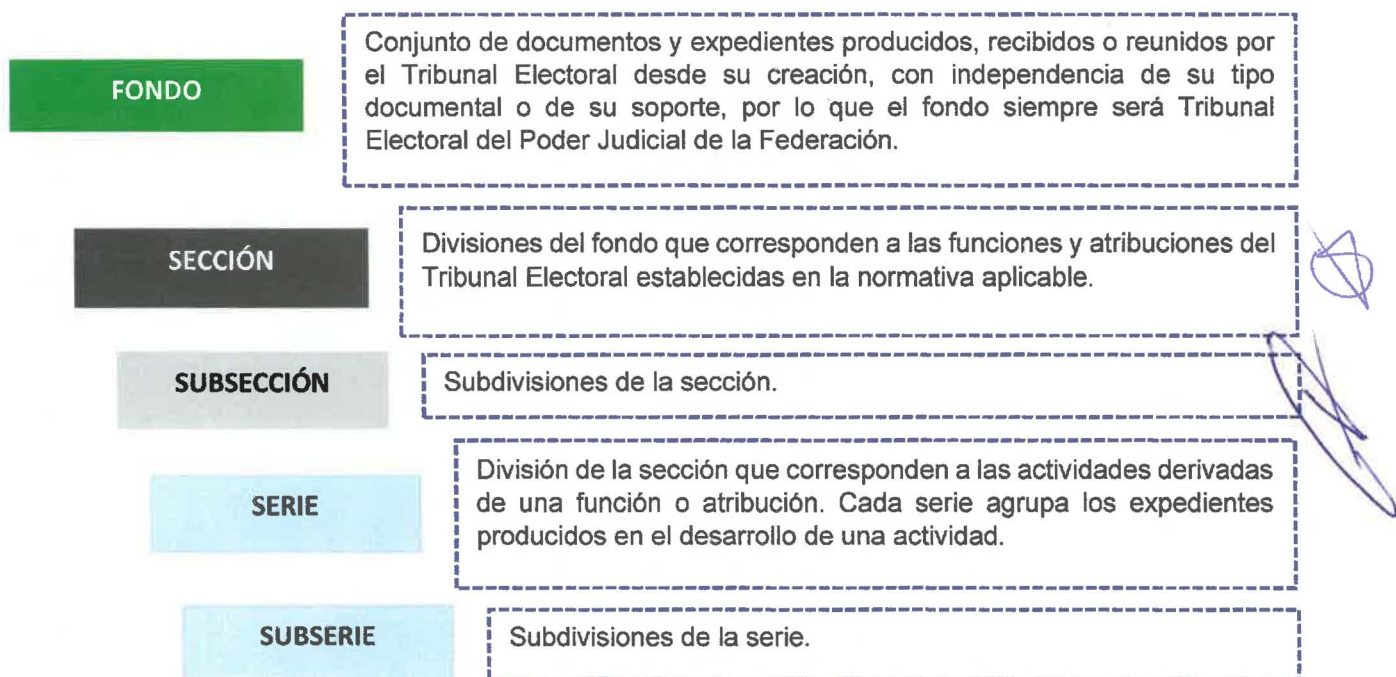 FONDO
Conjunto de documentos y expedientes producidos, recibidos o reunidos por
el Tribunal Electoral desde su creación, con independencia de su tipo
documental o de su soporte, por lo que el fondo siempre será Tribunal
Electoral del Poder Judicial de la Federación.
SECCIÓN
Divisiones del fondo que corresponden a las funciones y atribuciones del
Tribunal Electoral establecidas en la normativa aplicable.
SUBSECCIÓN
Subdivisiones de la sección.
SERIE
División de la sección que corresponden a las actividades derivadas
de una función o atribución. Cada serie agrupa los expedientes
producidos en el desarrollo de una actividad.
SUBSERIE
Subdivisiones de la serie.